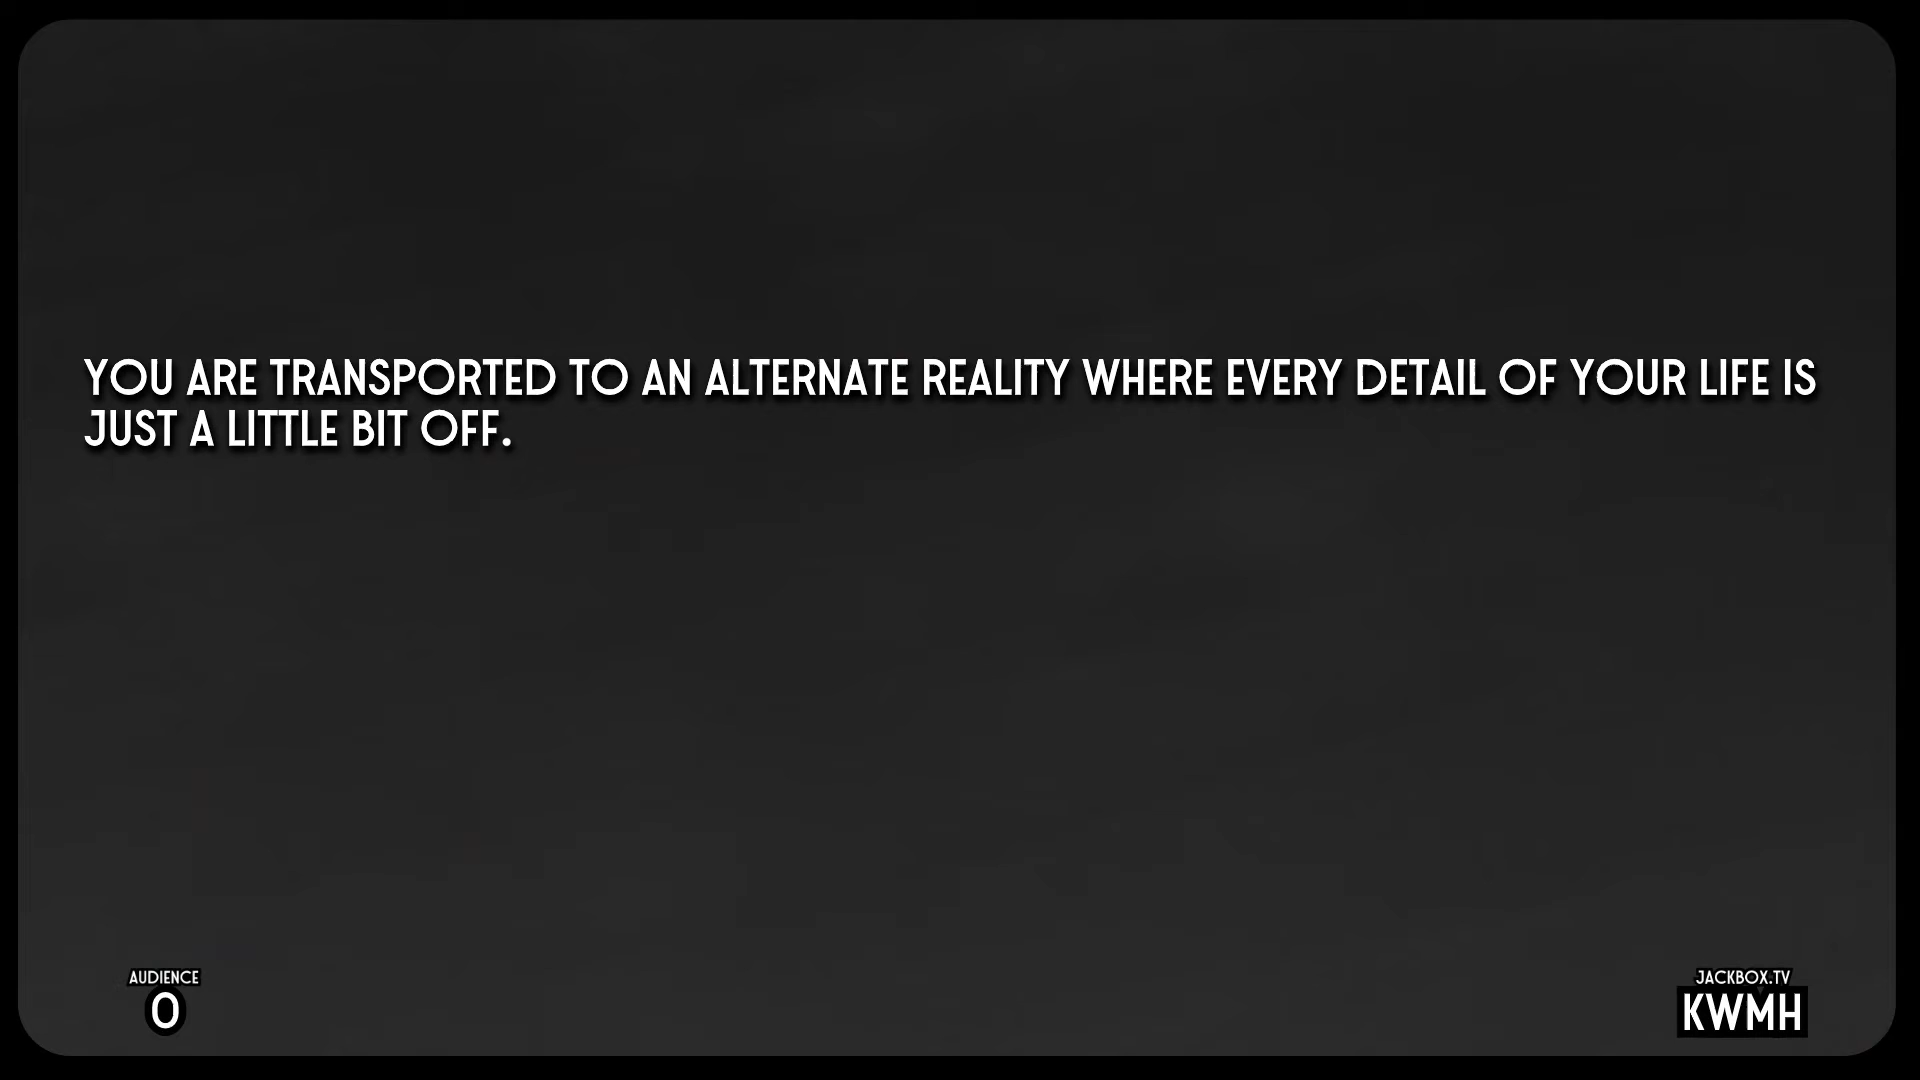 YOU ARE TRANSPORTED TO AN ALTERNATE REALITY WHERE EVERY DETAIL OF YOUR LIFE IS
JUST A LITTLE BIT OFF.
AUDIENCE
0
JACKBOX.TV
KWMH